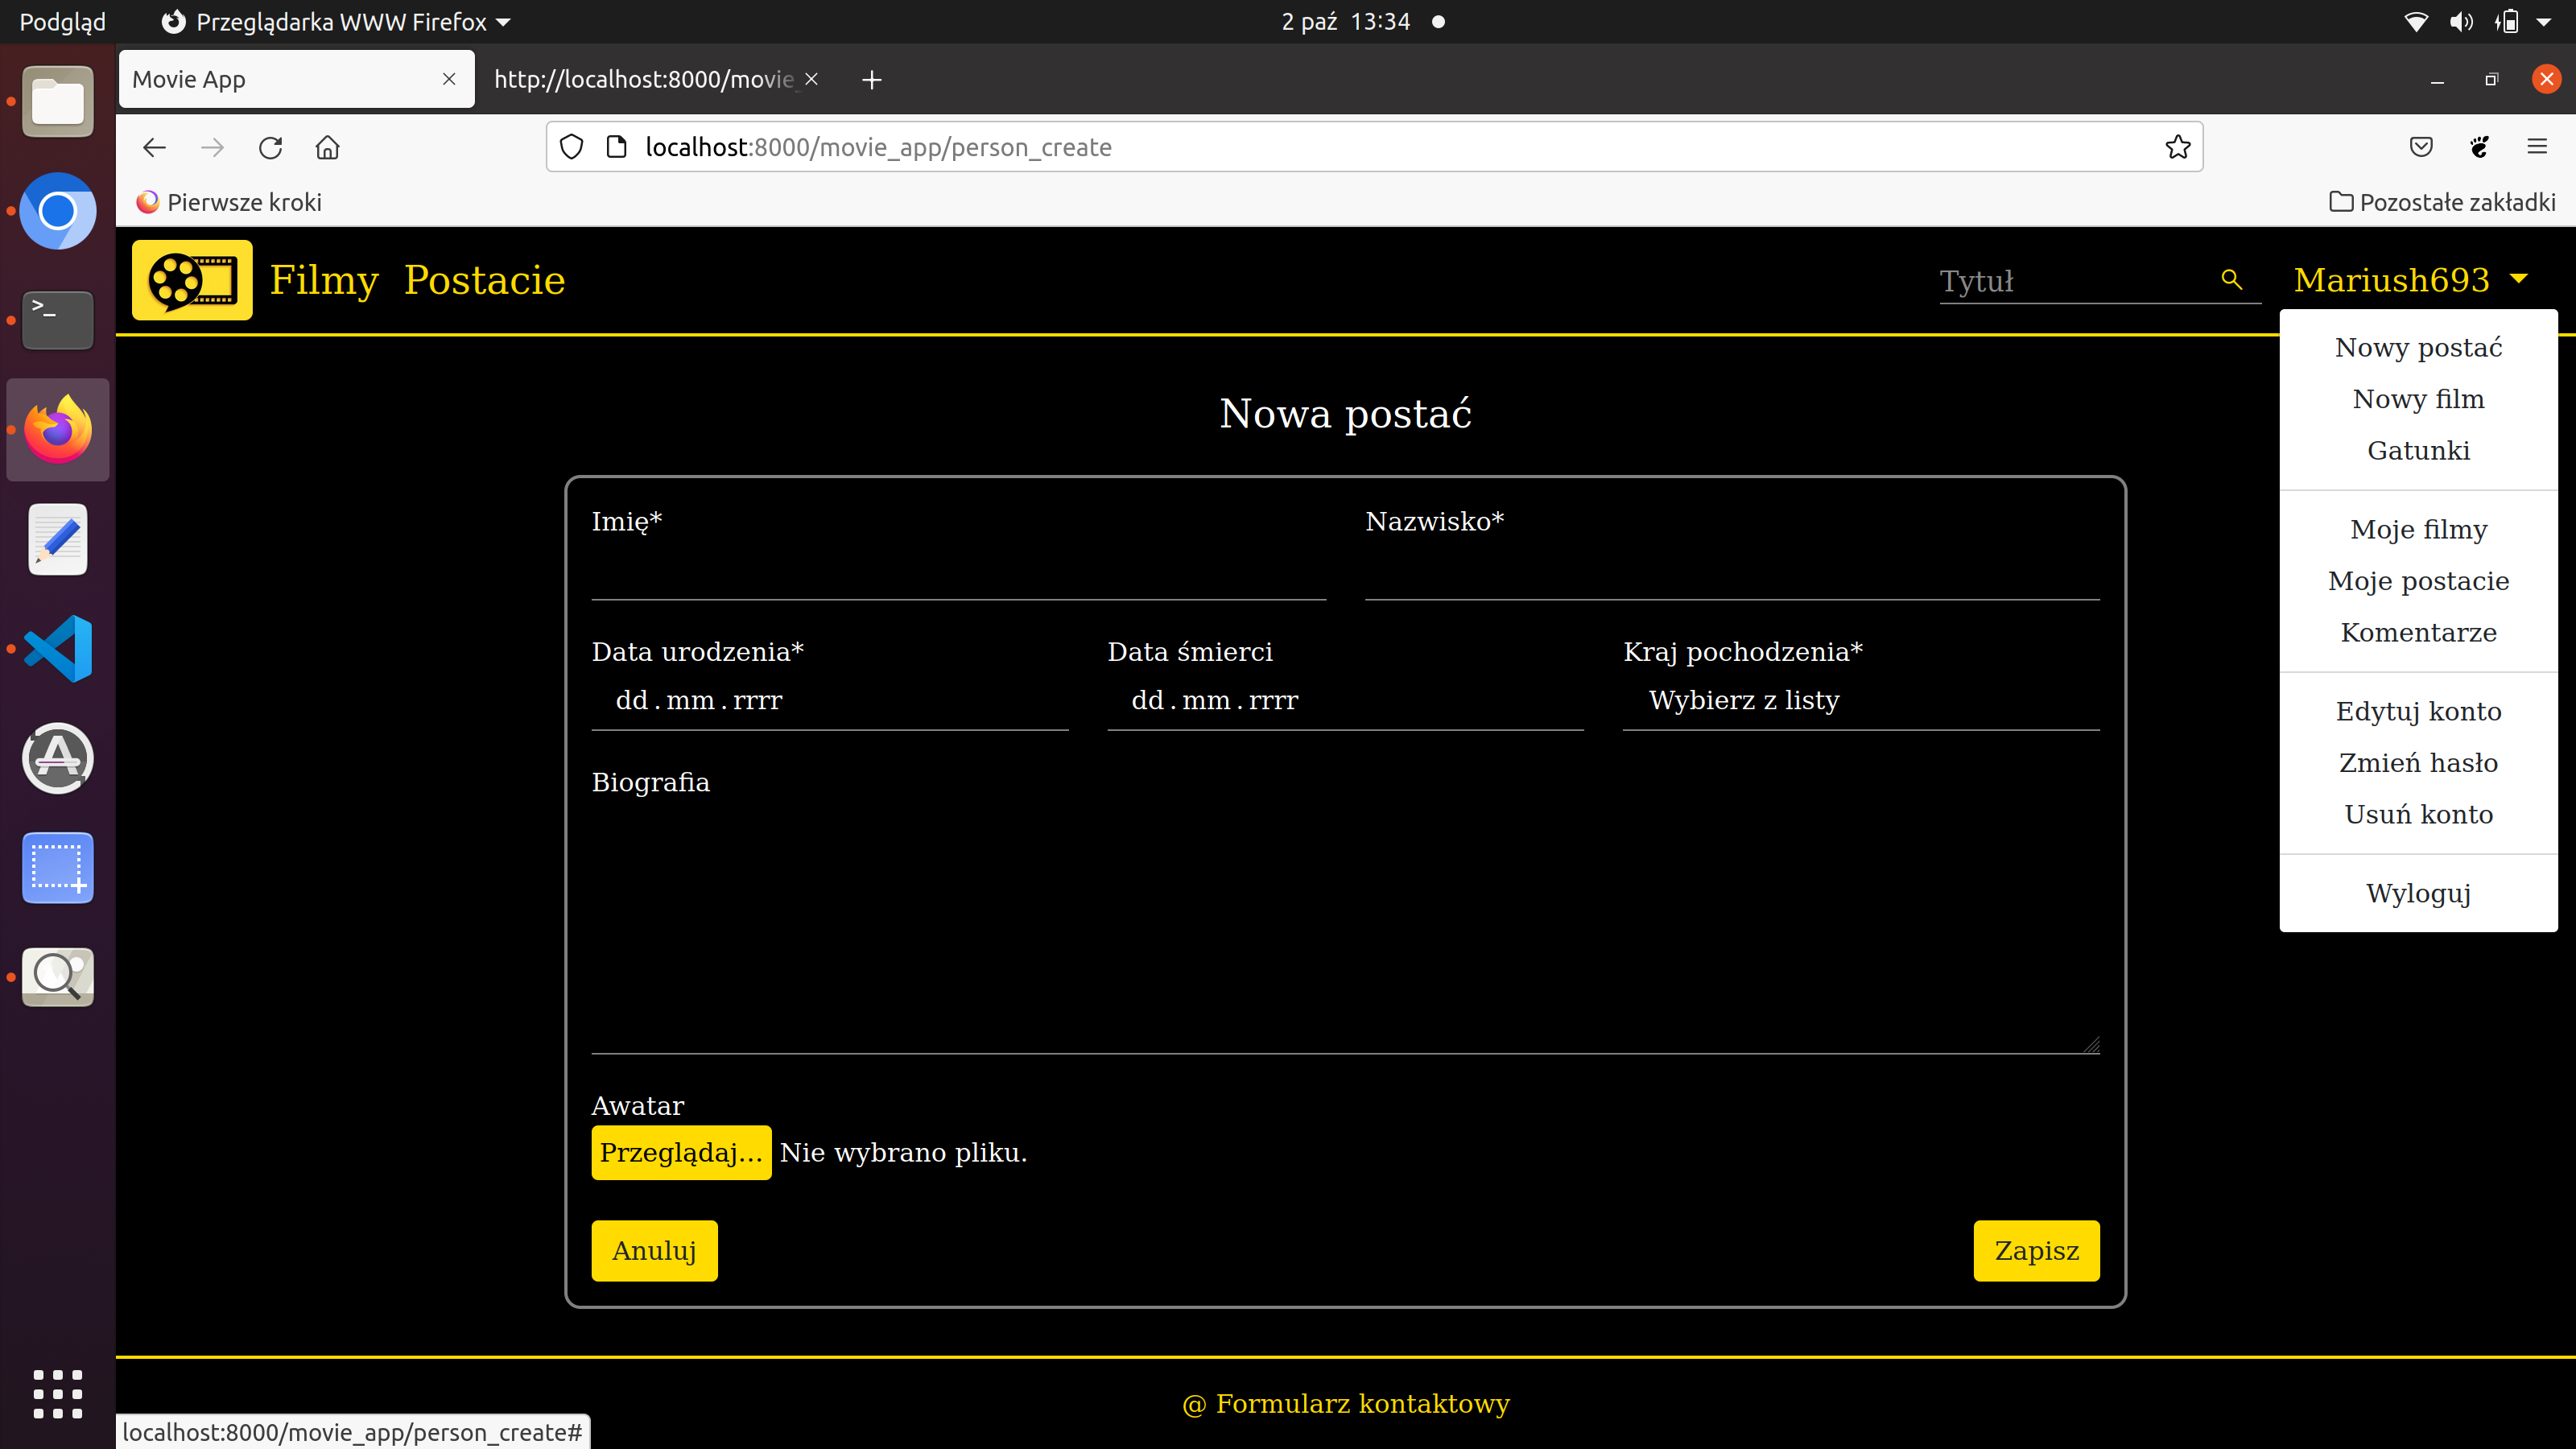 Podgląd Przeglądarka WWW Firefox 2 paź 13:34
Movie App http://localhost:8000/movie_
localhost:8000/movie_app/person_create
Pierwsze kroki Pozostałe zakładki
Filmy Postacie Tytuł Mariush693
Nowy postać
Nowy film
Gatunki
Moje filmy
Moje postacie
Komentarze
Edytuj konto
Zmień hasło
Usuń konto
Wyloguj
Nowa postać
Imię* Nazwisko*
Data urodzenia* Data śmierci Kraj pochodzenia*
dd.mm.rrrr dd.mm.rrrr Wybierz z listy
Biografia
Awatar
Przeglądaj... Nie wybrano pliku.
Anuluj Zapisz
@ Formularz kontaktowy
localhost:8000/movie_app/person_create#